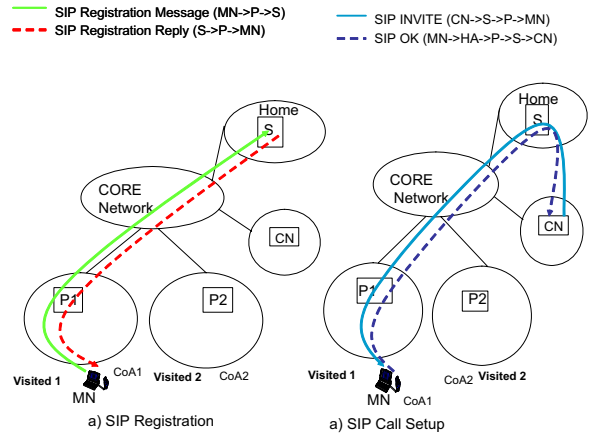 SIP Registration Message (MN->P->S)
SIP Registration Reply (S->P->MN)
SIP INVITE (CN->S->P->MN)
SIP OK (MN->HA->P->S->CN)
Home
S
CORE
Network
CN
P1
P2
Visited 1
CoA1
Visited 2
CoA2
MN
a) SIP Registration
Home
S
CORE
Network
CN
P1
P2
Visited 1
CoA2
Visited 2
MN
CoA1
a) SIP Call Setup